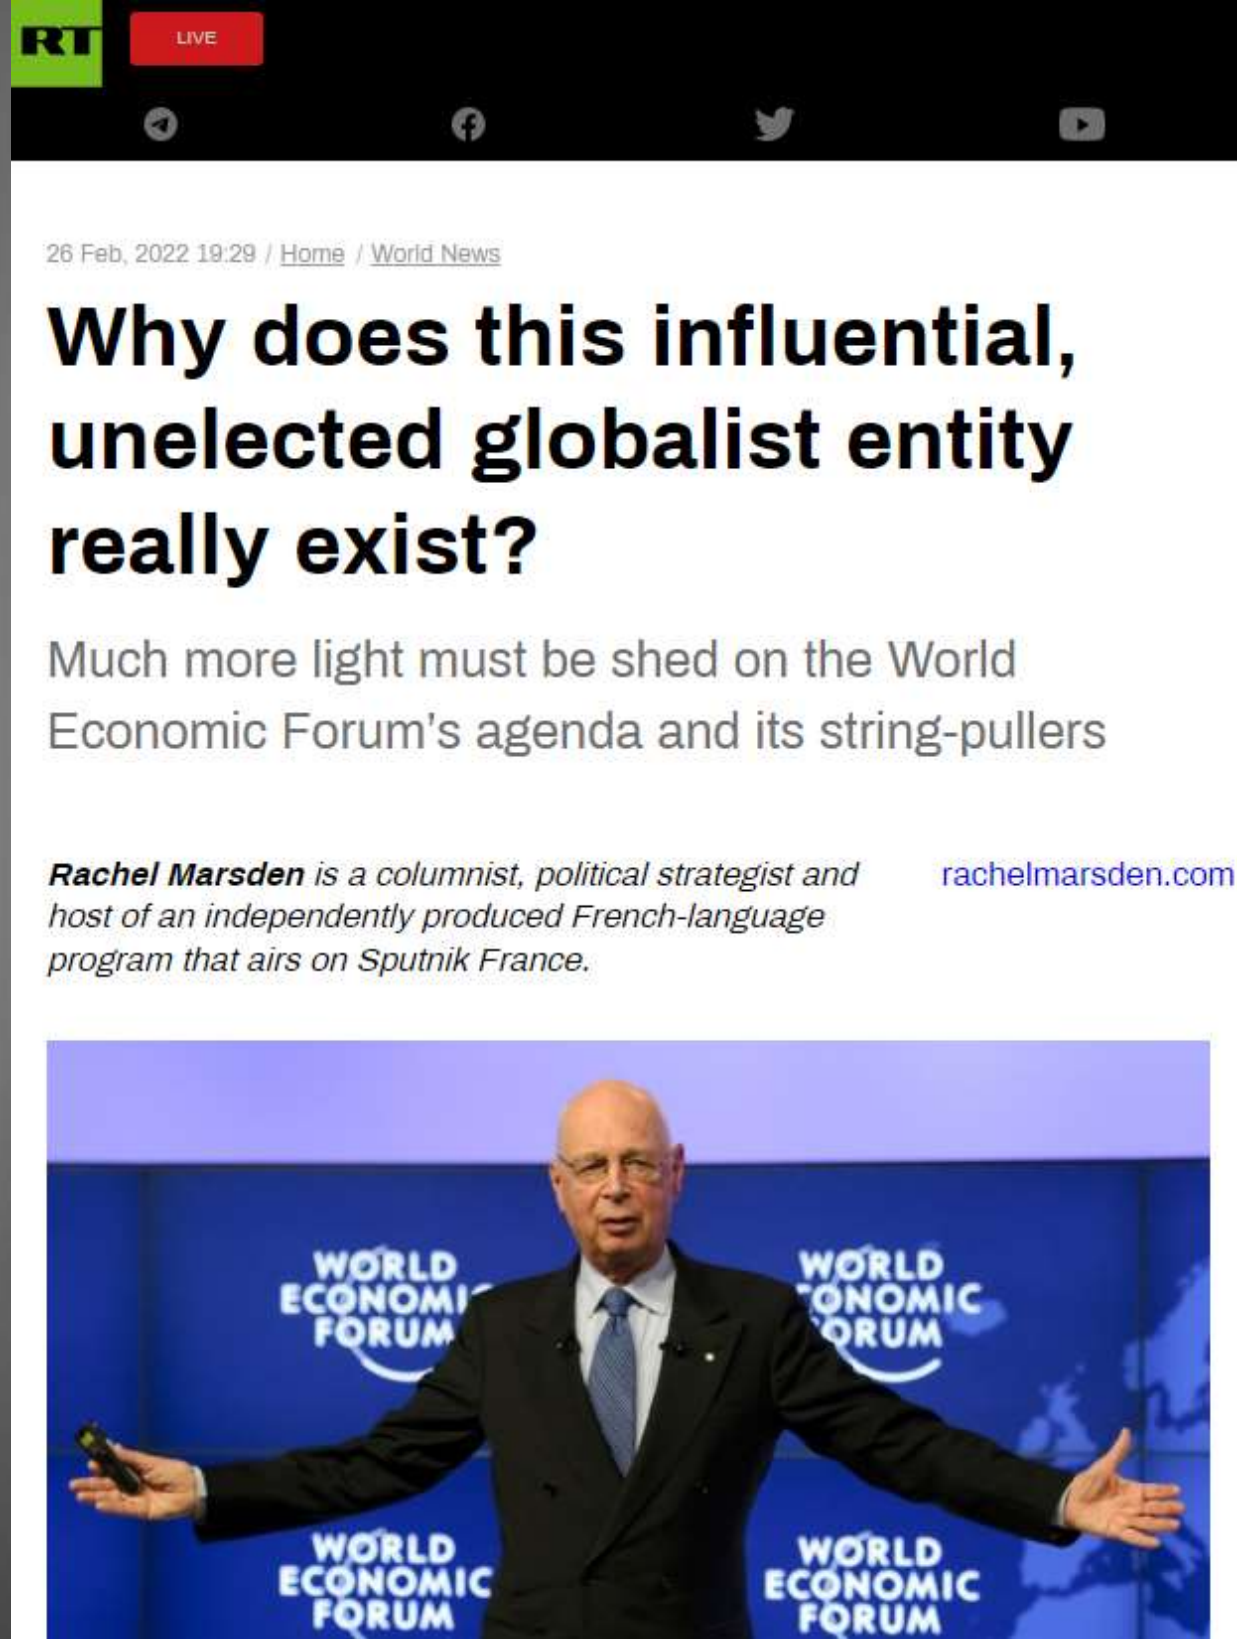 RT
LIVE
26 Feb, 2022 19:29 / Home / World News
Why does this influential,
unelected globalist entity
really exist?
Much more light must be shed on the World
Economic Forum's agenda and its string-pullers
Rachel Marsden is a columnist, political strategist and
host of an independently produced French-language
program that airs on Sputnik France.
rachelmarsden.com
WORLD
ECONOMI
FORUM
WORLD
CONOMIC
ORUM
WORLD
ECONOMIC
FORUM
WORLD
ECONOMIC
FORUM